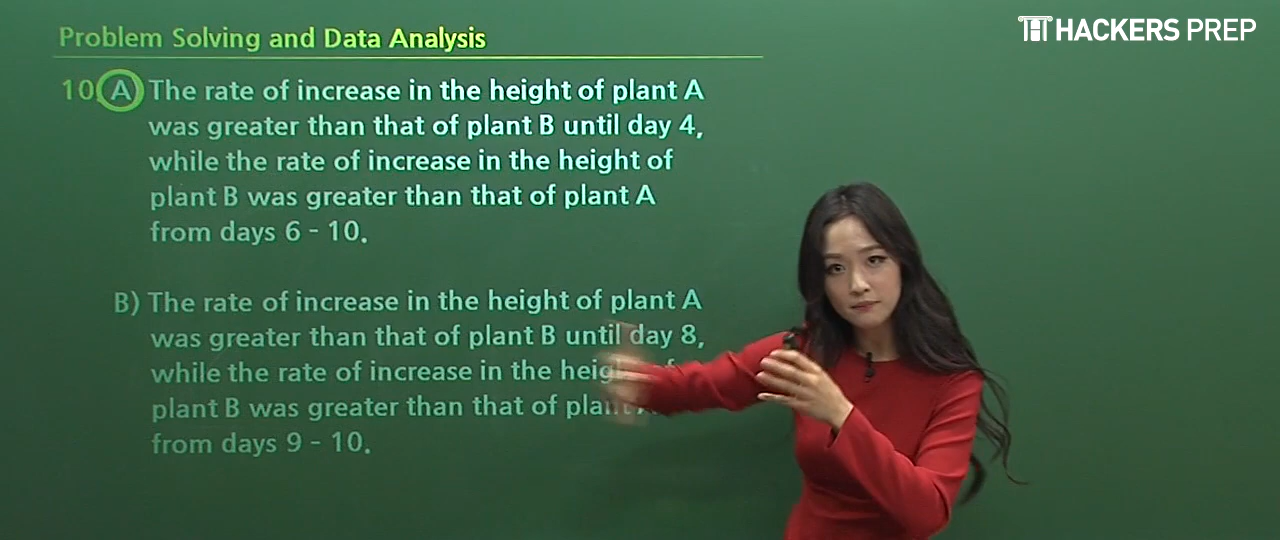 HACKERS PREP
Problem Solving and Data Analysis
10 A The rate of increase in the height of plant A
was greater than that of plant B until day 4,
while the rate of increase in the height of
plant B was greater than that of plant A
from days 6 - 10.
B) The rate of increase in the height of plant A
was greater than that of plant B until day 8,
while the rate of increase in the
plant B was greater than that of
from days 9 - 10.